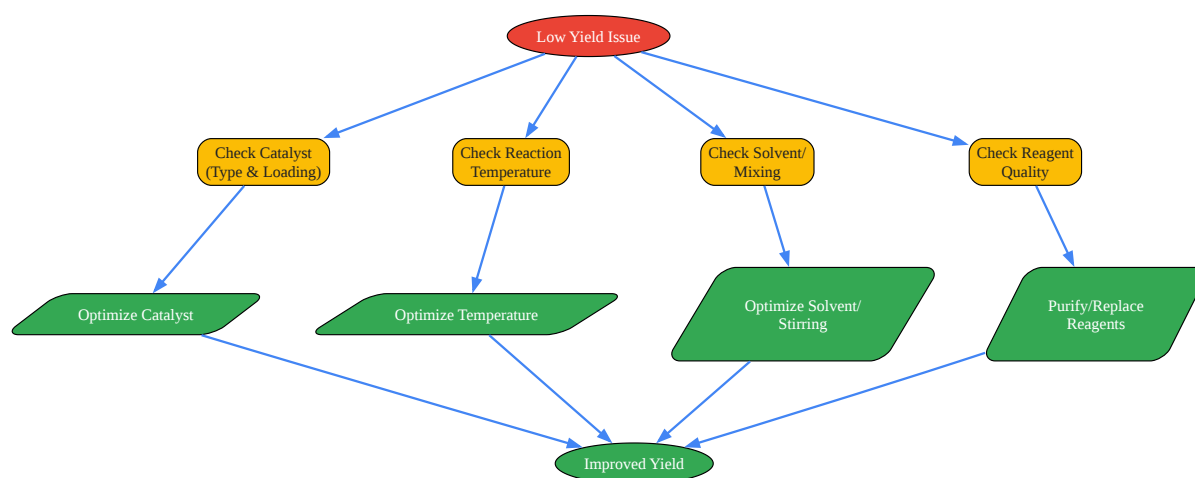 Low Yield Issue
Check Catalyst
(Type & Loading)
Check Reaction
Temperature
Check Solvent/
Mixing
Check Reagent
Quality
Optimize Catalyst
Optimize Temperature
Optimize Solvent/
Stirring
Purify/Replace
Reagents
Improved Yield